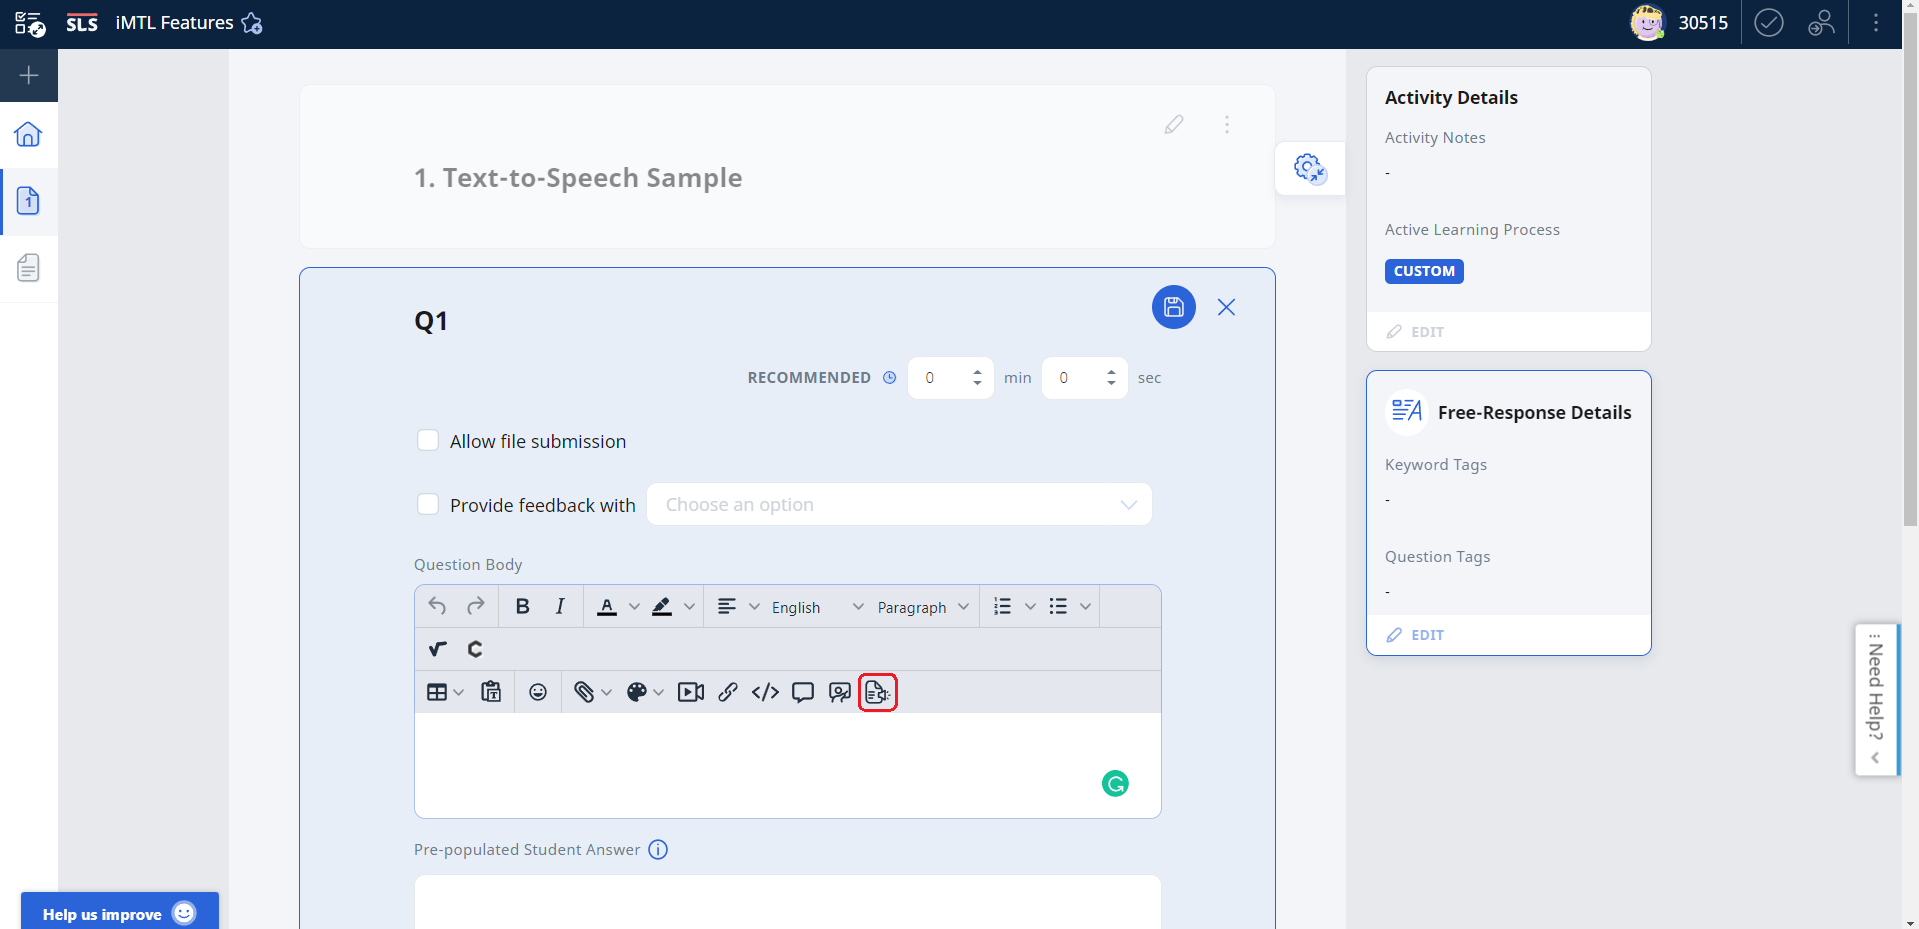 SLS iMTL Features
30515
1
1. Text-to-Speech Sample
Q1
RECOMMENDED 0 min 0 sec
Allow file submission
Provide feedback with Choose an option
Question Body
B I A English Paragraph
Pre-populated Student Answer
Activity Details
Activity Notes
-
Active Learning Process
CUSTOM
EDIT
Free-Response Details
Keyword Tags
-
Question Tags
-
EDIT
Need Help?
Help us improve